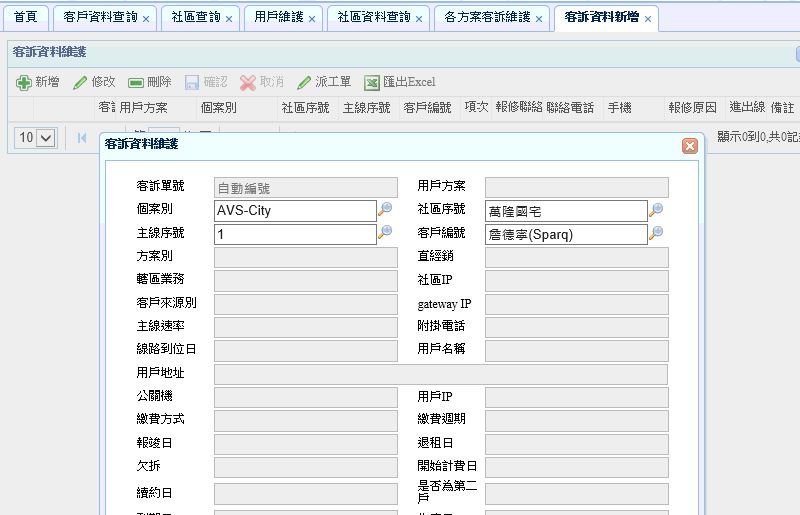 首頁 客戶資料查詢 社區查詢 用戶維護 社區資料查詢 各方案客訴維護 客訴資料新增
客訴資料維護
新增 修改 刪除 確認 取消 派工單 匯出Excel
用戶方案 個案別 社區序號 主線序號 客戶編號 項次 報修聯絡 聯絡電話 手機 報修原因 進出線 備註
10 顯示0到0,共0記
客訴資料維護
客訴單號 自動編號 用戶方案
個案別 AVS-City 社區序號 萬隆國宅
主線序號 1 客戶編號 詹德寧(Sparq)
方案別 直經銷
轄區業務 社區IP
客戶來源別 gateway IP
主線速率 附掛電話
線路到位日 用戶名稱
用戶地址
公關機 用戶IP
繳費方式 繳費週期
報竣日 退租日
欠拆 開始計費日
續約日 是否為第二戶